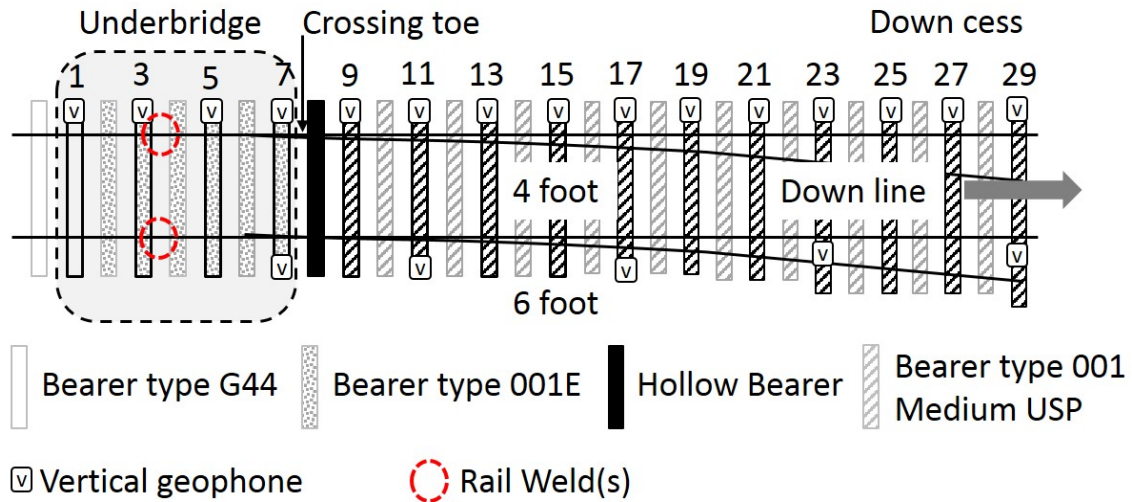 Underbridge Crossing toe Down cess
1 3 5 7 9 11 13 15 17 19 21 23 25 27 29
v v v v v v v v v v v v v v v
4 foot Down line
v v v v v
6 foot
Bearer type G44 Bearer type 001E Hollow Bearer Bearer type 001
Medium USP
v Vertical geophone Rail Weld(s)